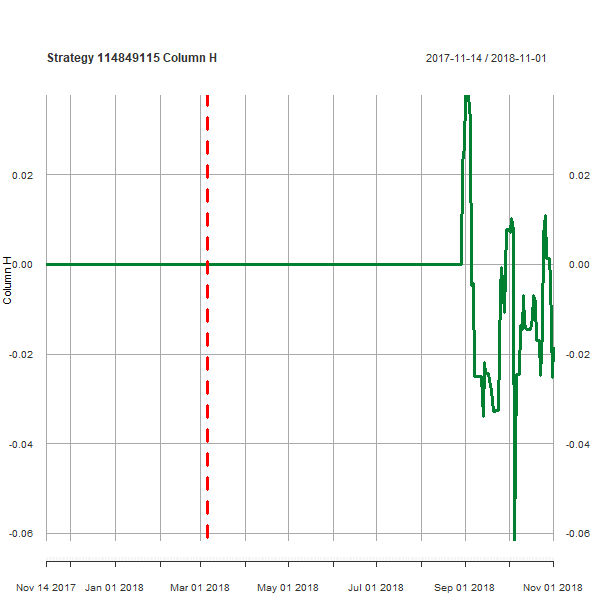 Strategy 114849115 Column H
2017-11-14 / 2018-11-01
0.02 0.02
0.00 0.00
Column H
-0.02 -0.02
-0.04 -0.04
-0.06 -0.06
Nov 14 2017 Jan 01 2018 Mar 01 2018 May 01 2018 Jul 01 2018 Sep 01 2018 Nov 01 2018